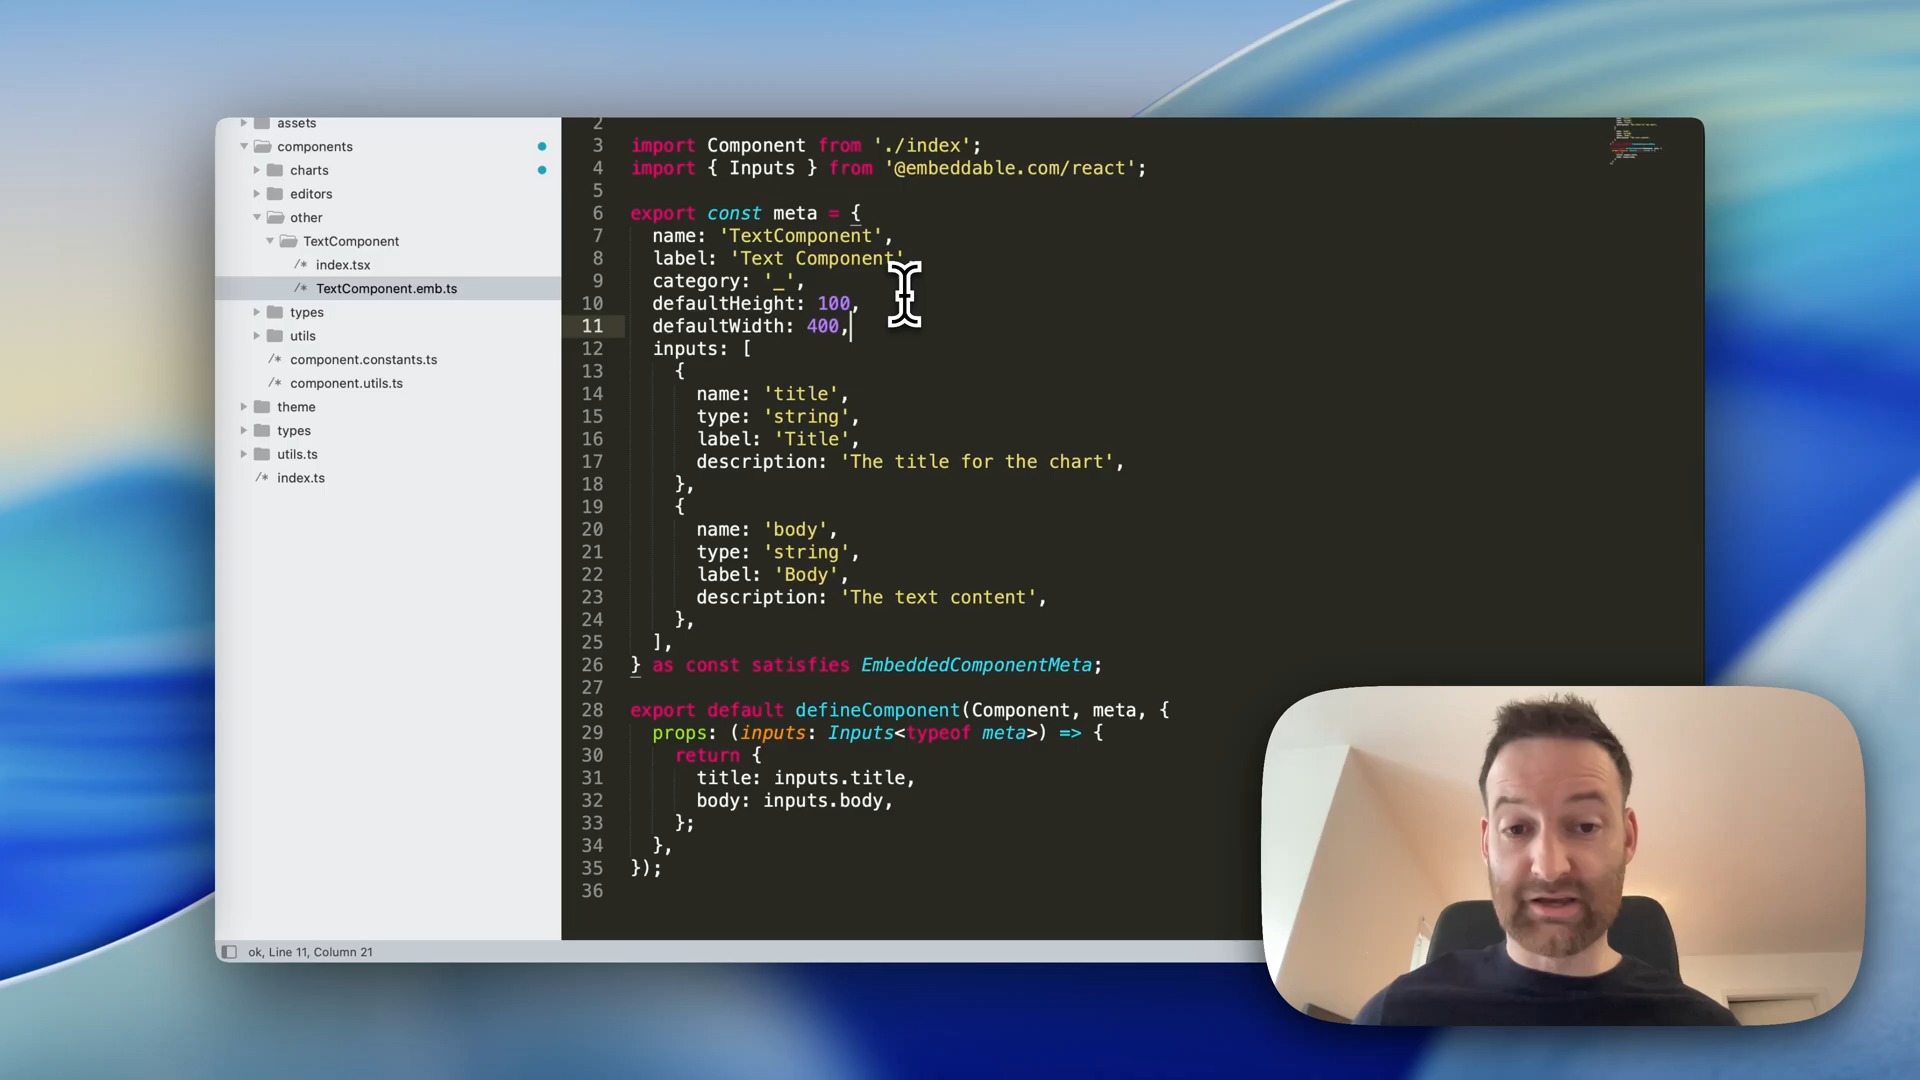 assets
components
charts
editors
other
TextComponent
/* index.tsx
/* TextComponent.emb.ts
types
utils
/* component.constants.ts
/* component.utils.ts
theme
types
utils.ts
/* index.ts
2
3 import Component from './index';
4 import { Inputs } from '@embeddable.com/react';
5
6 export const meta = {
7 name: 'TextComponent',
8 label: 'Text Component'
9 category: '_',
10 defaultHeight: 100,
11 defaultWidth: 400,
12 inputs: [
13 {
14 name: 'title',
15 type: 'string',
16 label: 'Title',
17 description: 'The title for the chart',
18 },
19 {
20 name: 'body',
21 type: 'string',
22 label: 'Body',
23 description: 'The text content',
24 },
25 ],
26 } as const satisfies EmbeddedComponentMeta;
27
28 export default defineComponent(Component, meta, {
29 props: (inputs: Inputs<typeof meta>) => {
30 return {
31 title: inputs.title,
32 body: inputs.body,
33 };
34 },
35 });
36
ok, Line 11, Column 21